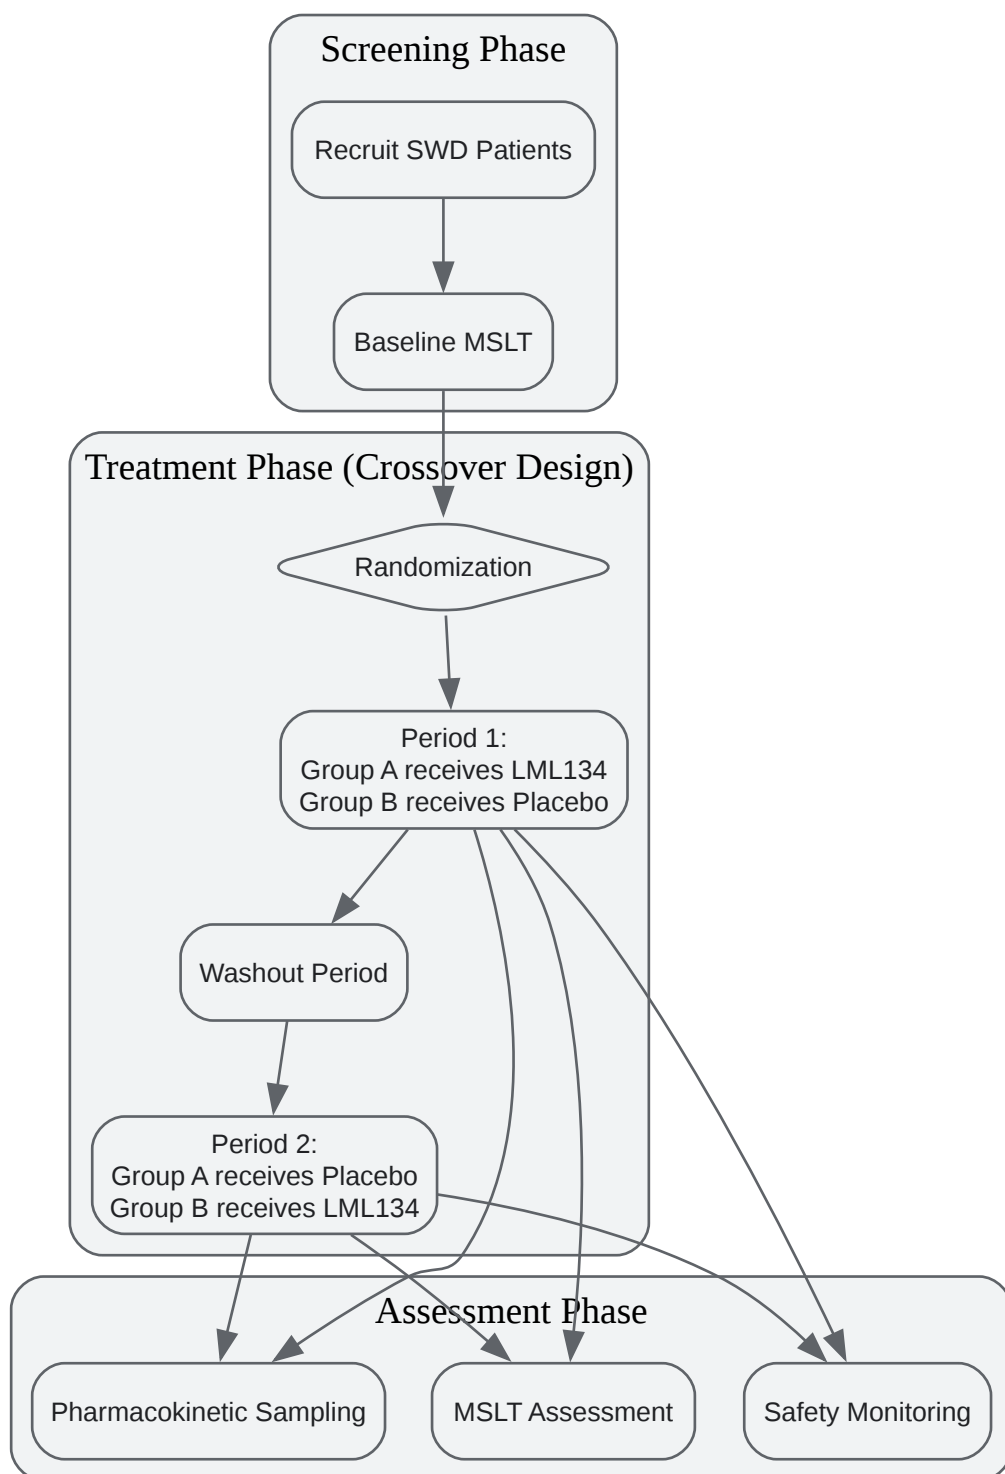 Screening Phase
Recruit SWD Patients
Baseline MSLT
Treatment Phase (Crossover Design)
Randomization
Period 1:
Group A receives LML134
Group B receives Placebo
Washout Period
Period 2:
Group A receives Placebo
Group B receives LML134
Assessment Phase
Pharmacokinetic Sampling
MSLT Assessment
Safety Monitoring